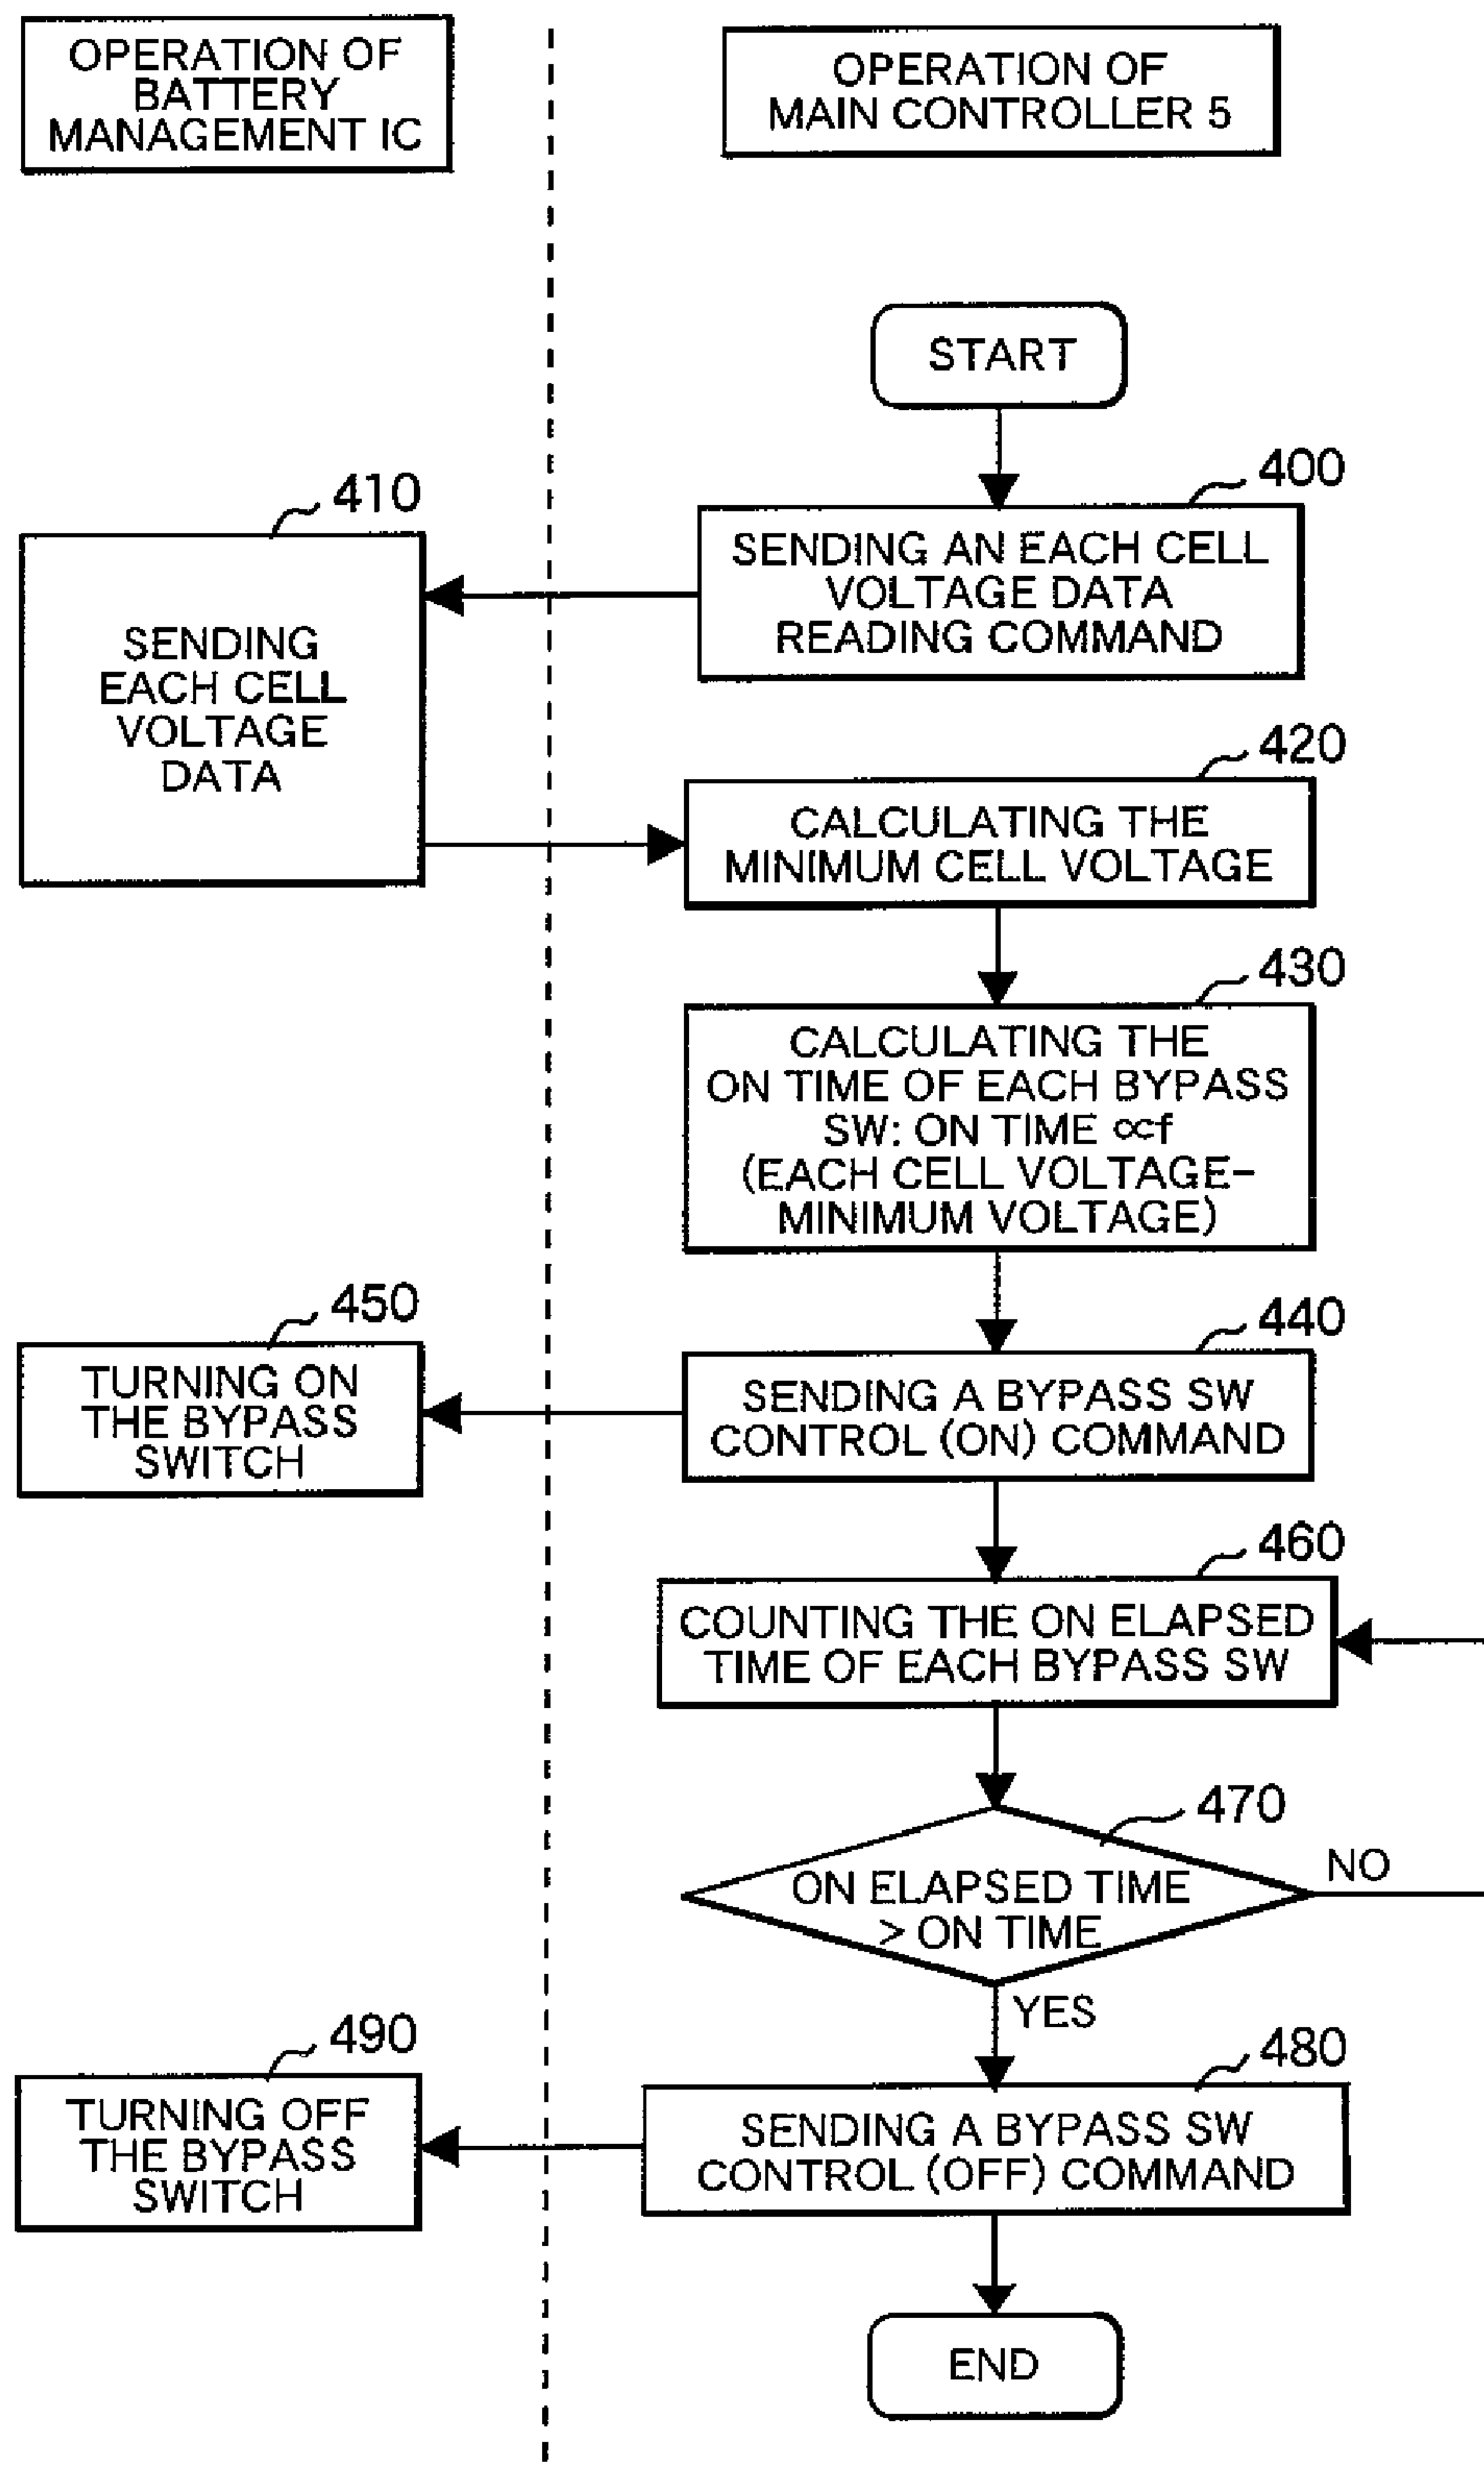 OPERATION OF
BATTERY
MANAGEMENT IC
OPERATION OF
MAIN CONTROLLER 5
START
400
SENDING AN EACH CELL
VOLTAGE DATA
READING COMMAND
410
SENDING
EACH CELL
VOLTAGE
DATA
420
CALCULATING THE
MINIMUM CELL VOLTAGE
430
CALCULATING THE
ON TIME OF EACH BYPASS
SW: ON TIME ∝f
(EACH CELL VOLTAGE-
MINIMUM VOLTAGE)
440
SENDING A BYPASS SW
CONTROL (ON) COMMAND
450
TURNING ON
THE BYPASS
SWITCH
460
COUNTING THE ON ELAPSED
TIME OF EACH BYPASS SW
470
ON ELAPSED TIME
> ON TIME
NO
YES
480
SENDING A BYPASS SW
CONTROL (OFF) COMMAND
490
TURNING OFF
THE BYPASS
SWITCH
END